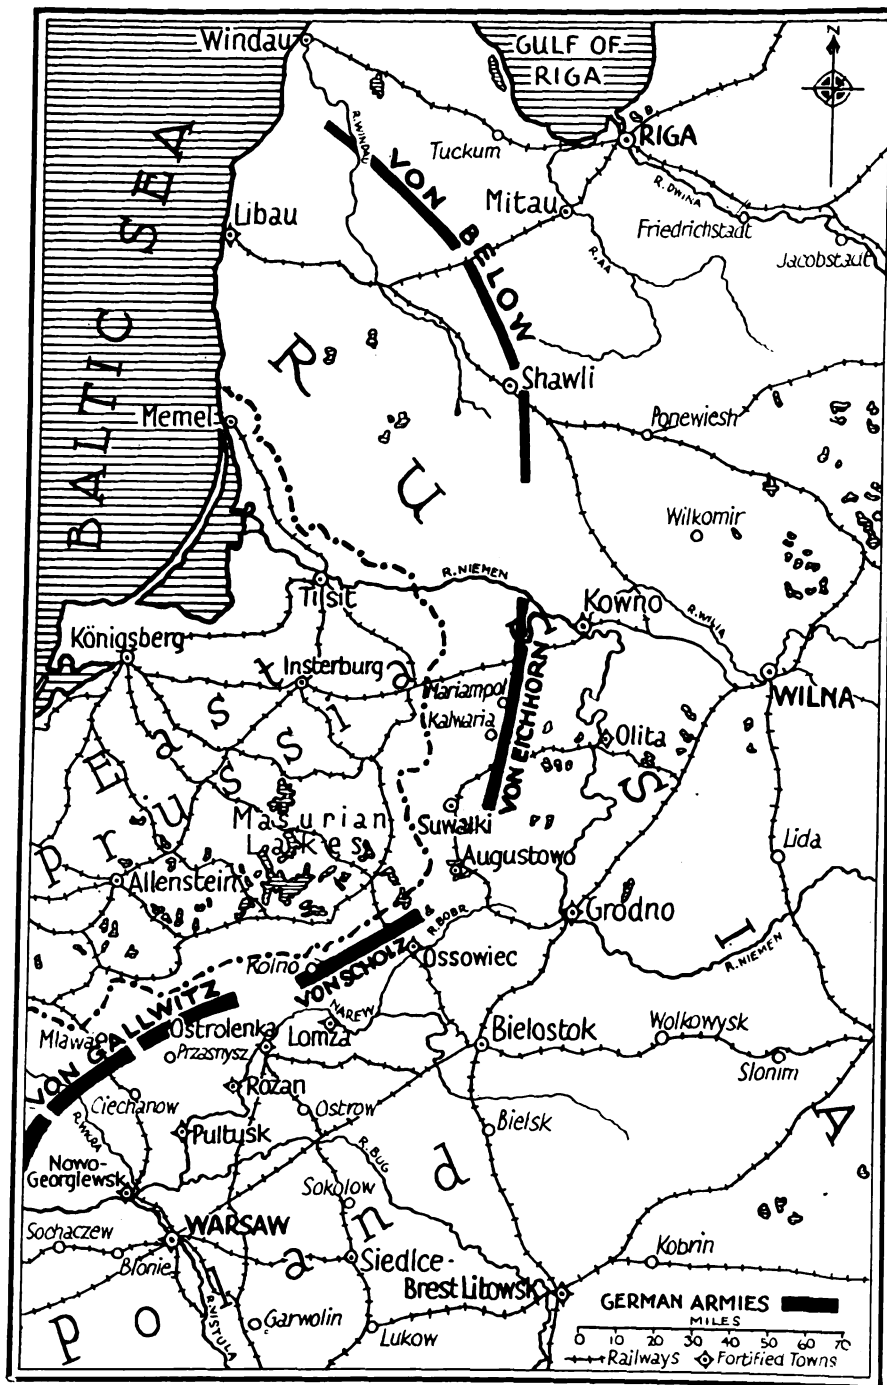 Windau
GULF OF
RIGA
N
RIGA
R. WINDAU
Tuckum
R. DWINA
VON BELOW
Mitau
Libau
Friedrichstadt
Jacobstadt
R. AA
BALTIC SEA
RUSSIA
Shawli
Memel
Ponewiesh
Wilkomir
R. NIEMEN
Tilsit
Kowno
R. WILIA
Königsberg
Insterburg
Mariampol
Kalwaria
VON EICHHORN
WILNA
Olita
East
Prussia
Masurian
Lakes
Suwalki
Augustowo
Lida
Allenstein
Grodno
R. BOBR
R. NIEMEN
Kolno
VON SCHOLZ
Ossowiec
VON GALLWITZ
NAREW
Mlawa
Ostrolenka
Lomza
Przasnysz
Bielostok
Wolkowysk
Slonim
Rozan
Ciechanow
Ostrow
R. WKRA
Pultusk
Bielsk
Nowo-
Georgiewsk
R. BUG
Sokolow
WARSAW
Sochaczew
Blonie
Siedlce
Kobrin
Brest Litowsk
Poland
R. VISTULA
Garwolin
Lukow
GERMAN ARMIES
MILES
0 10 20 30 40 50 60 70
Railways Fortified Towns